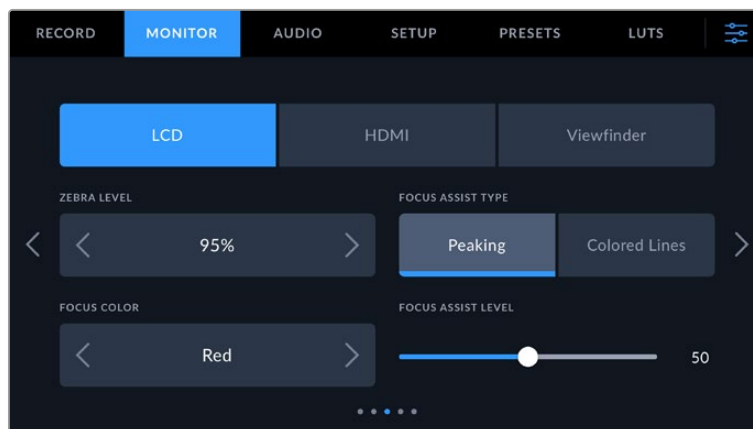 RECORD MONITOR AUDIO SETUP PRESETS LUTS
LCD HDMI Viewfinder
ZEBRA LEVEL FOCUS ASSIST TYPE
95% Peaking Colored Lines
FOCUS COLOR FOCUS ASSIST LEVEL
Red 50